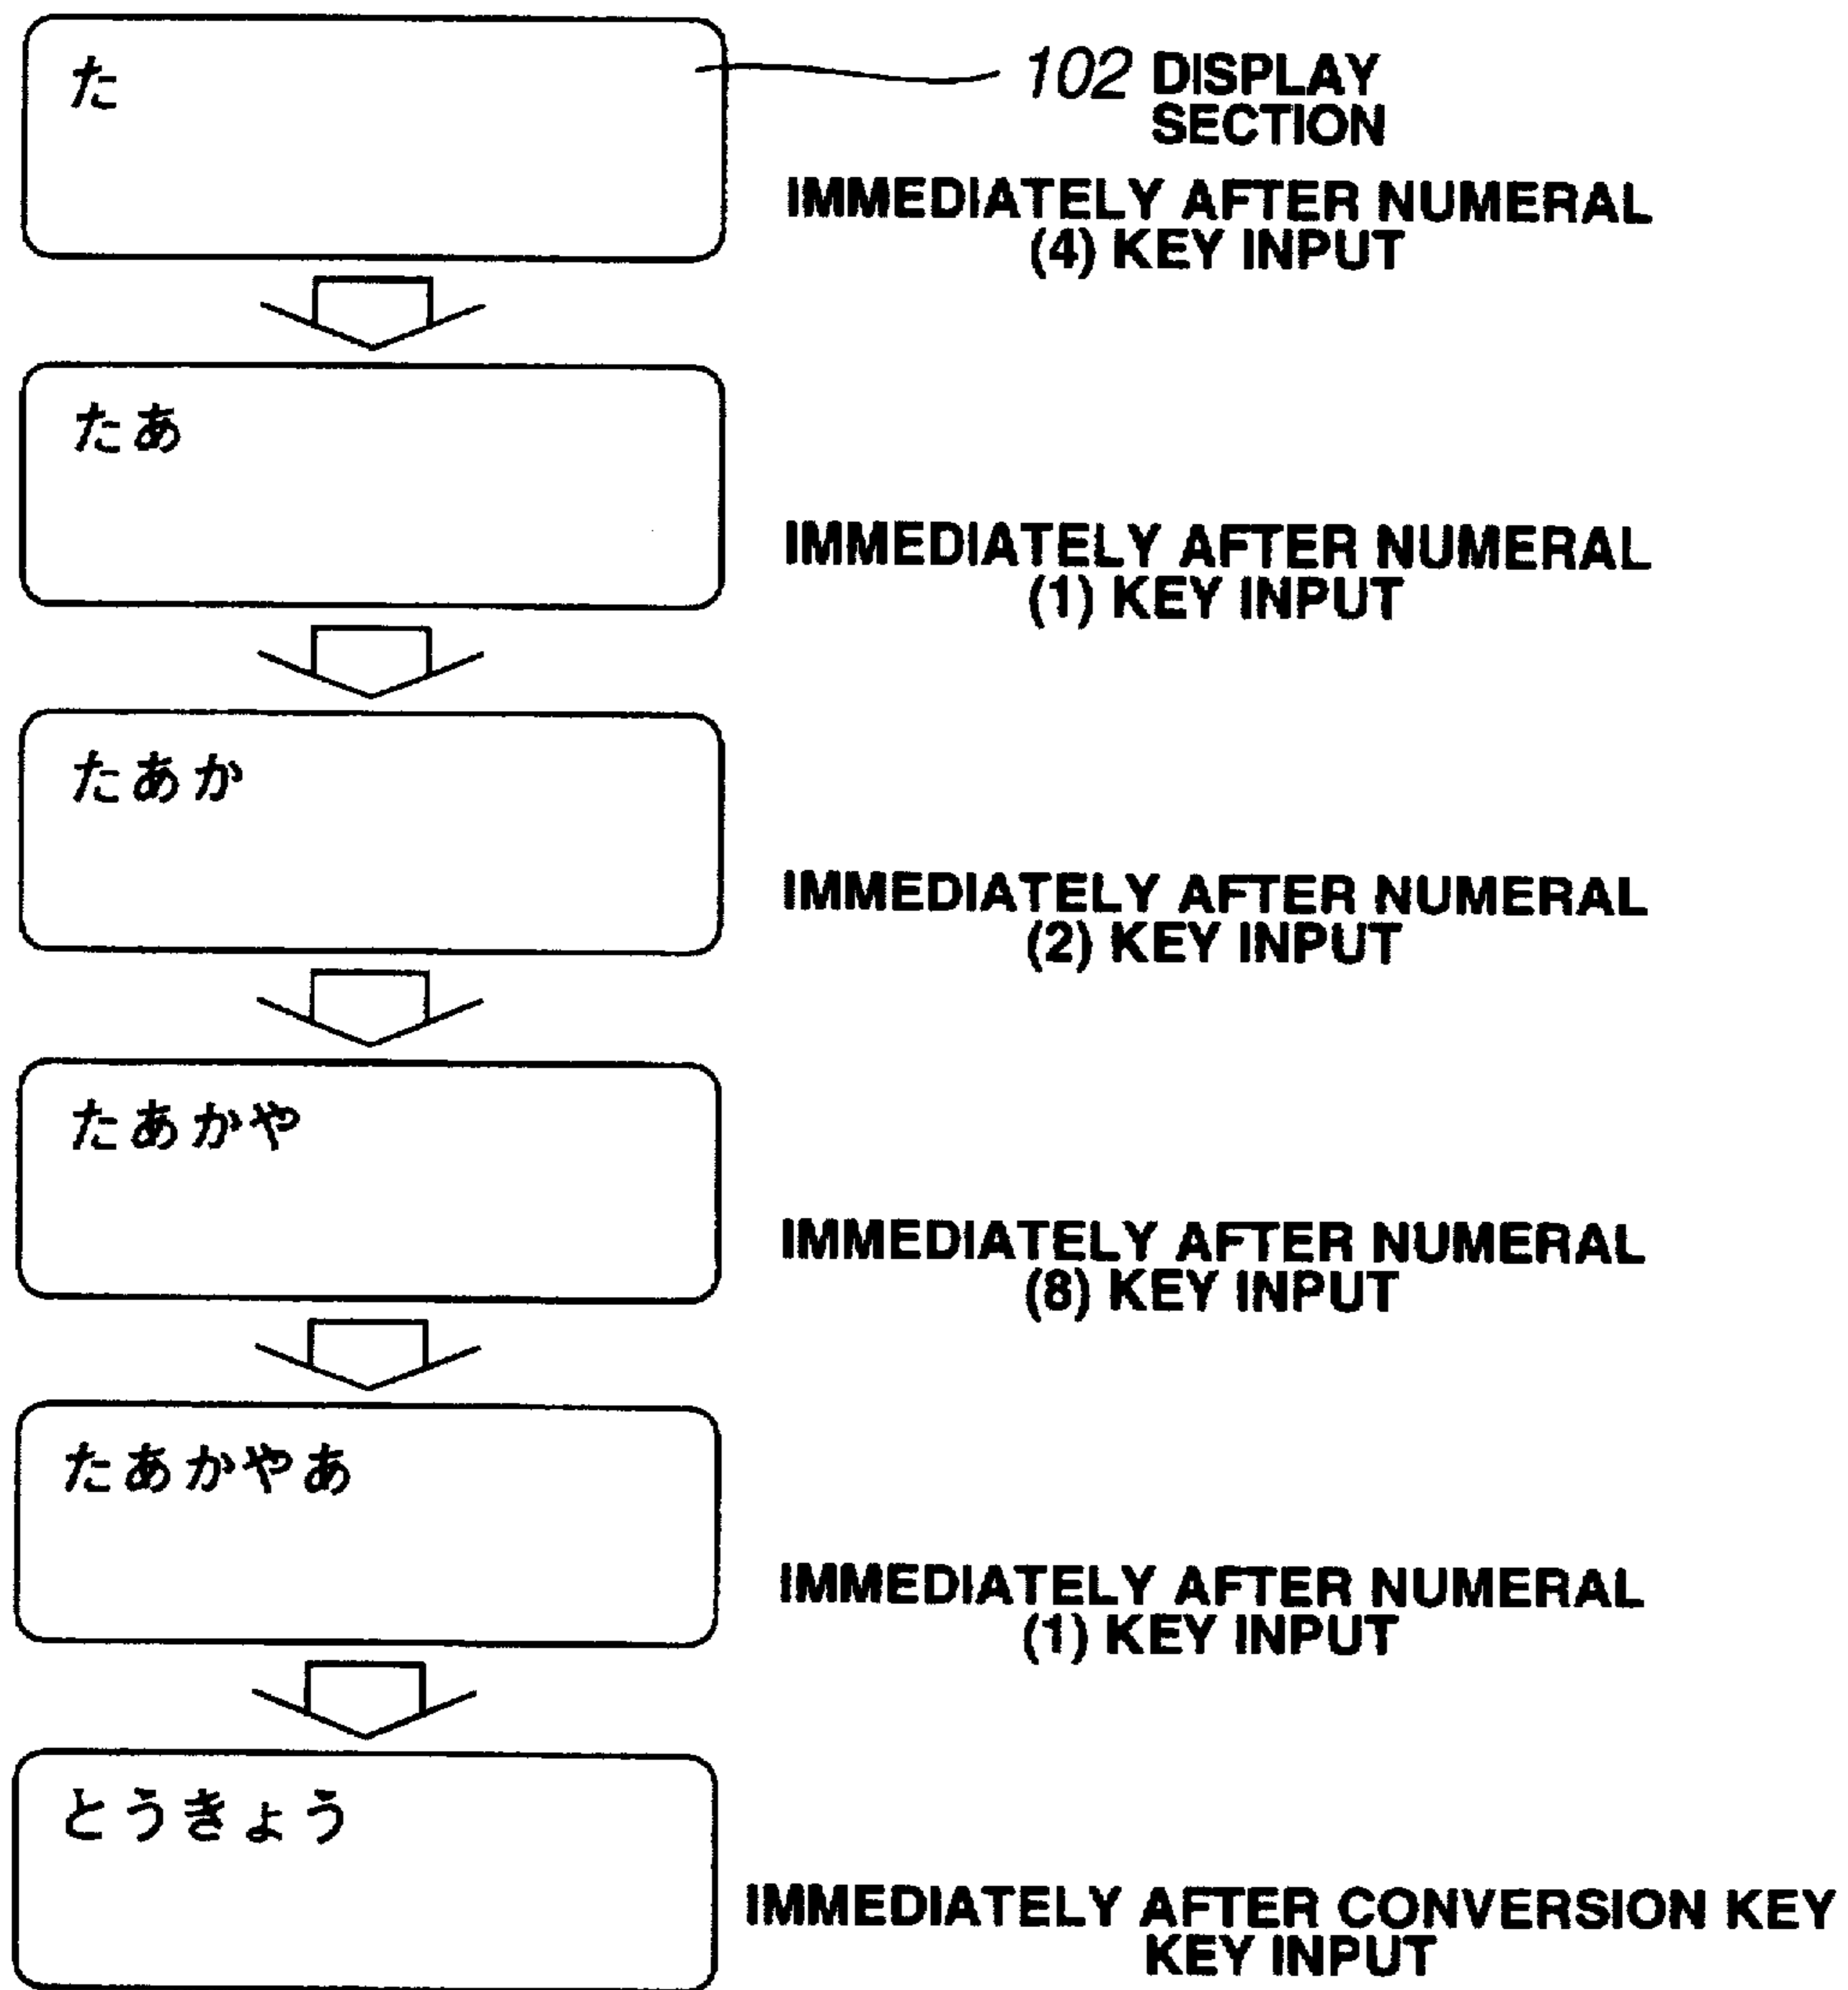 た
102 DISPLAY
SECTION
IMMEDIATELY AFTER NUMERAL
(4) KEY INPUT
たあ
IMMEDIATELY AFTER NUMERAL
(1) KEY INPUT
たあか
IMMEDIATELY AFTER NUMERAL
(2) KEY INPUT
たあかや
IMMEDIATELY AFTER NUMERAL
(8) KEY INPUT
たあかやあ
IMMEDIATELY AFTER NUMERAL
(1) KEY INPUT
とうきょう
IMMEDIATELY AFTER CONVERSION KEY
KEY INPUT